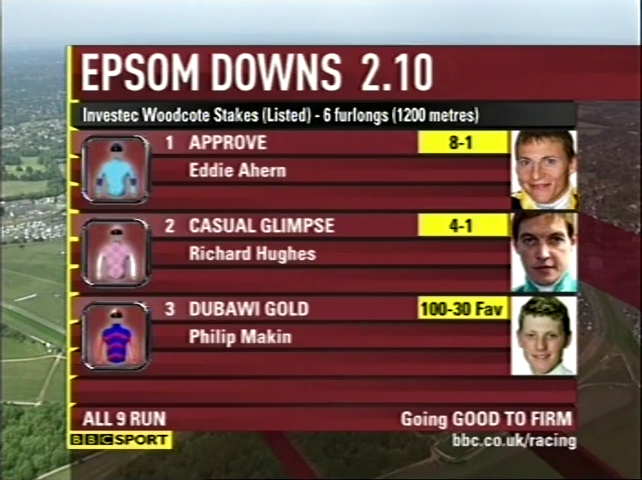 EPSOM DOWNS 2.10
Investec Woodcote Stakes (Listed) - 6 furlongs (1200 metres)
1 APPROVE 8-1
Eddie Ahern
2 CASUAL GLIMPSE 4-1
Richard Hughes
3 DUBAWI GOLD 100-30 Fav
Philip Makin
ALL 9 RUN Going GOOD TO FIRM
BBC SPORT bbc.co.uk/racing